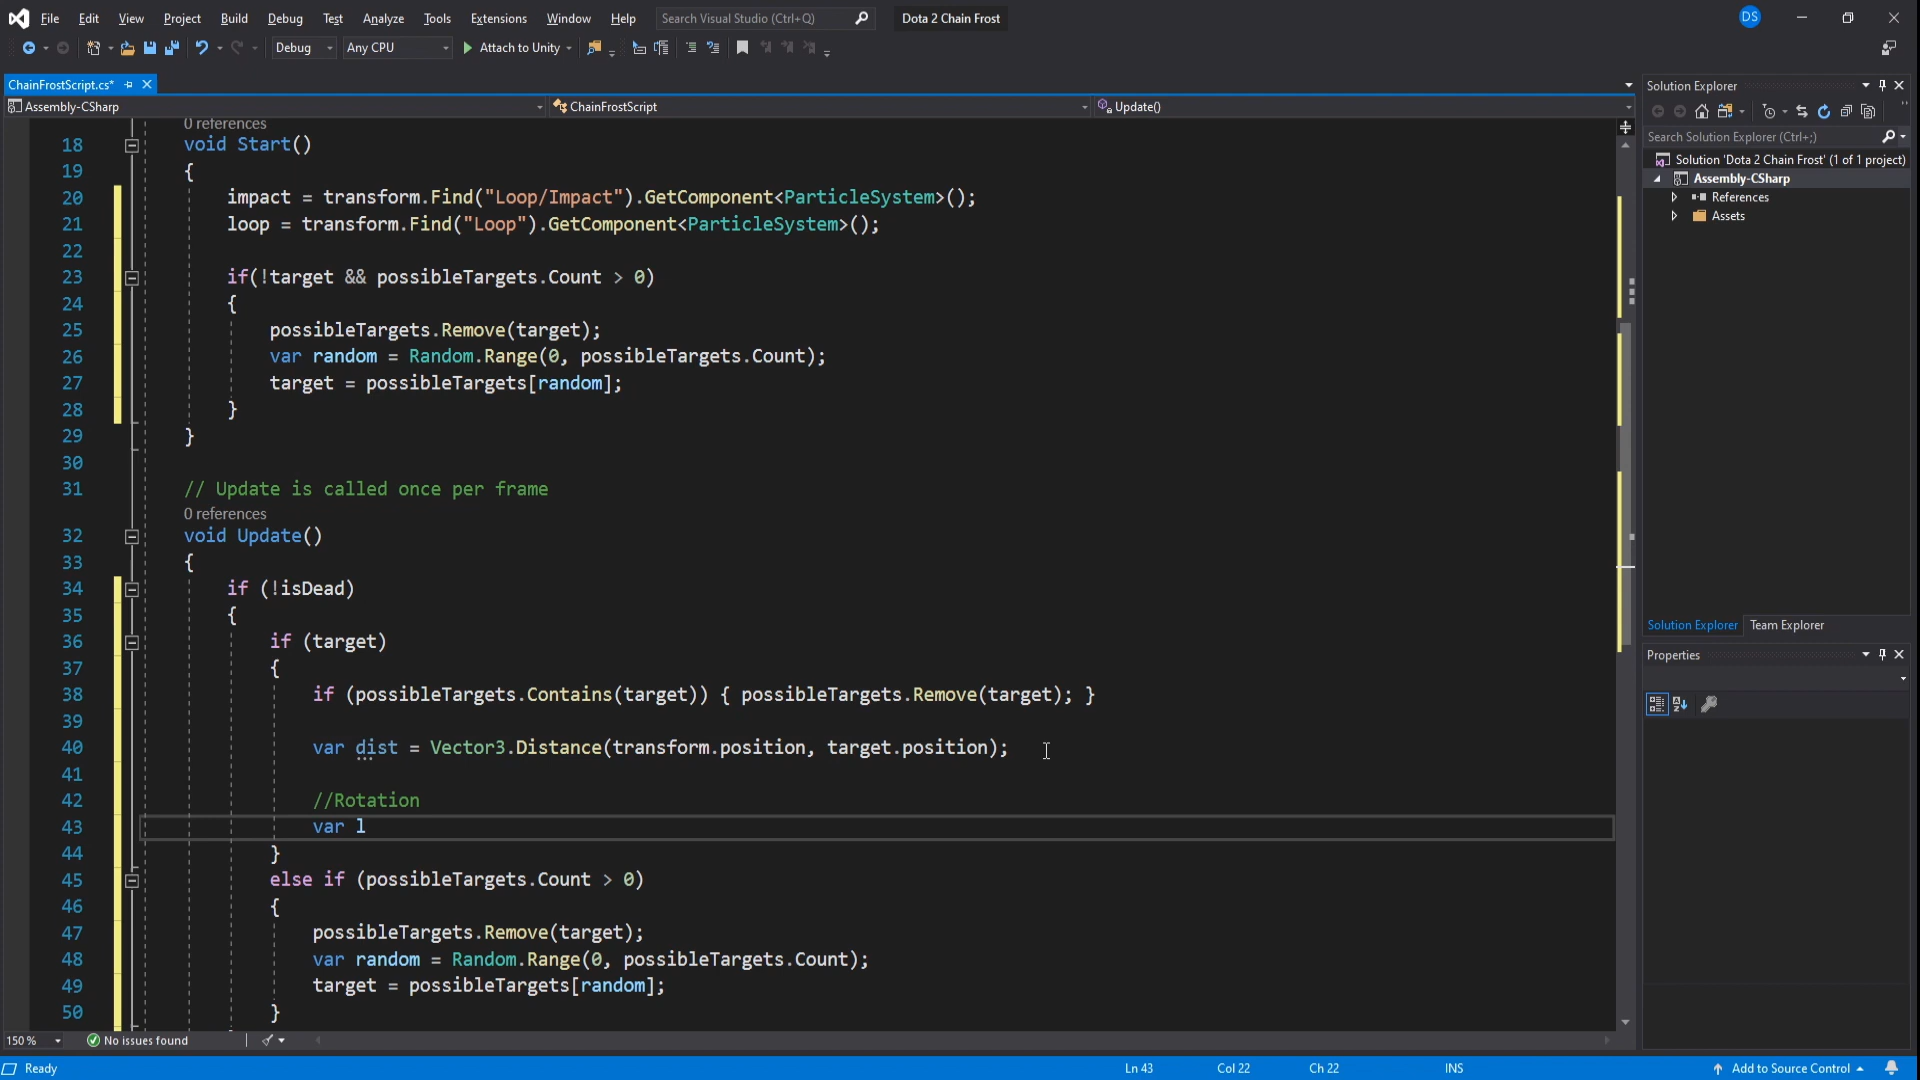 File Edit View Project Build Debug Test Analyze Tools Extensions Window Help Search Visual Studio (Ctrl+Q) Dota 2 Chain Frost DS
Debug Any CPU Attach to Unity
ChainFrostScript.cs*
Assembly-CSharp ChainFrostScript Update()
0 references
18 void Start()
19 {
20 impact = transform.Find("Loop/Impact").GetComponent<ParticleSystem>();
21 loop = transform.Find("Loop").GetComponent<ParticleSystem>();
22
23 if(!target && possibleTargets.Count > 0)
24 {
25 possibleTargets.Remove(target);
26 var random = Random.Range(0, possibleTargets.Count);
27 target = possibleTargets[random];
28 }
29 }
30
31 // Update is called once per frame
0 references
32 void Update()
33 {
34 if (!isDead)
35 {
36 if (target)
37 {
38 if (possibleTargets.Contains(target)) { possibleTargets.Remove(target); }
39
40 var dist = Vector3.Distance(transform.position, target.position);
41
42 //Rotation
43 var l
44 }
45 else if (possibleTargets.Count > 0)
46 {
47 possibleTargets.Remove(target);
48 var random = Random.Range(0, possibleTargets.Count);
49 target = possibleTargets[random];
50 }
150 % No issues found
Solution Explorer
Search Solution Explorer (Ctrl+;)
Solution 'Dota 2 Chain Frost' (1 of 1 project)
Assembly-CSharp
References
Assets
Solution Explorer Team Explorer
Properties
Ready Ln 43 Col 22 Ch 22 INS Add to Source Control